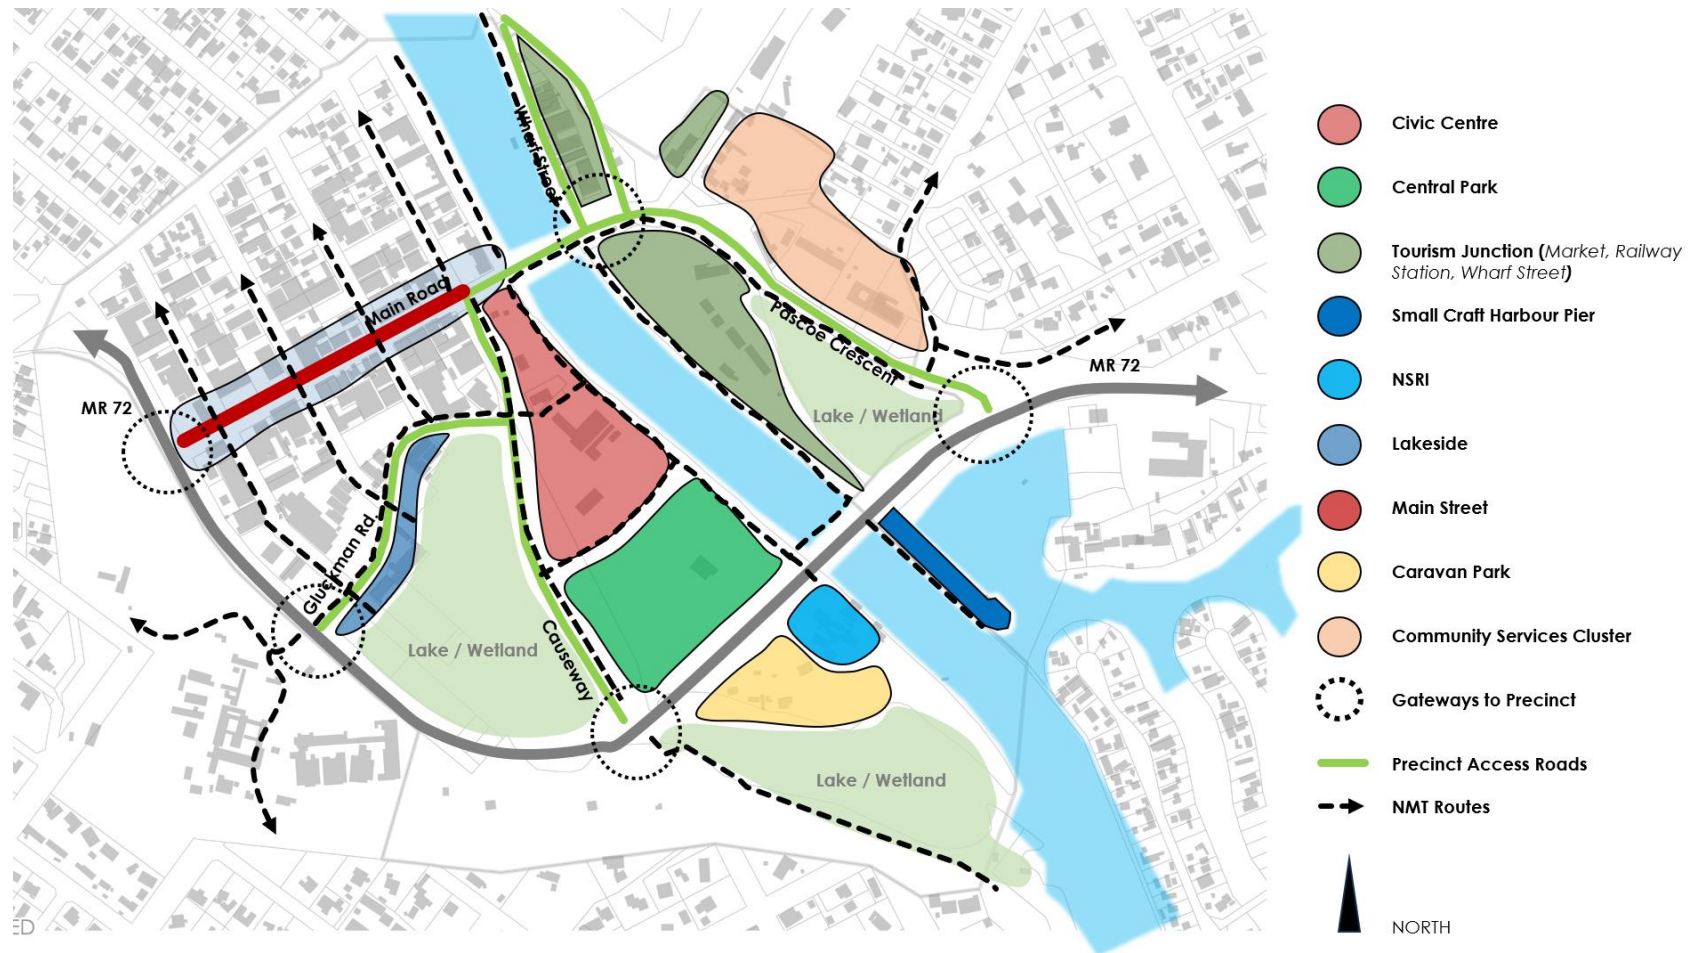 Wharf Street
Main Road
Pascoe Crescent
MR 72
MR 72
Lake / Wetland
Gluckman Rd.
Lake / Wetland
Causeway
Lake / Wetland
ED
Civic Centre
Central Park
Tourism Junction (Market, Railway
Station, Wharf Street)
Small Craft Harbour Pier
NSRI
Lakeside
Main Street
Caravan Park
Community Services Cluster
Gateways to Precinct
Precinct Access Roads
NMT Routes
NORTH